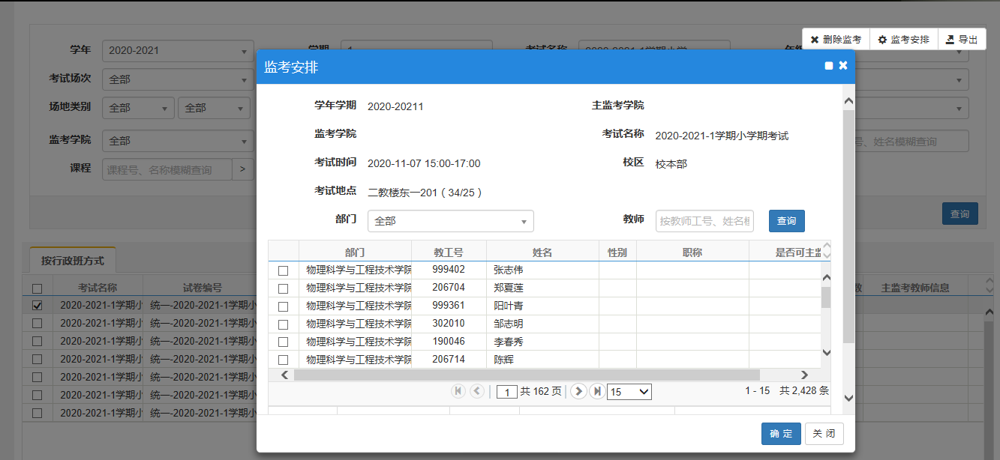 删除监考 监考安排 导出
学年 2020-2021
考试场次 全部
场地类别 全部 全部
监考学院 全部
号、姓名模糊查询
课程 课程号、名称模糊查询 >
查询
按行政班方式
考试名称 试卷编号 主监考教师信息
2020-2021-1学期小 统一-2020-2021-1学期小
2020-2021-1学期小 统一-2020-2021-1学期小
2020-2021-1学期小 统一-2020-2021-1学期小
2020-2021-1学期小 统一-2020-2021-1学期小
2020-2021-1学期小 统一-2020-2021-1学期小
2020-2021-1学期小 统一-2020-2021-1学期小
2020-2021-1学期小 统一-2020-2021-1学期小
监考安排
学年学期 2020-20211 主监考学院
监考学院 考试名称 2020-2021-1学期小学期考试
考试时间 2020-11-07 15:00-17:00 校区 校本部
考试地点 二教楼东一201（34/25）
部门 全部 教师 按教师工号、姓名模 查询
部门 教工号 姓名 性别 职称 是否可主监
物理科学与工程技术学院 999402 张志伟
物理科学与工程技术学院 206704 郑夏莲
物理科学与工程技术学院 999361 阳叶青
物理科学与工程技术学院 302010 邹志明
物理科学与工程技术学院 190046 李春秀
物理科学与工程技术学院 206714 陈辉
1 共 162 页 15 1 - 15 共 2,428 条
确 定 关 闭